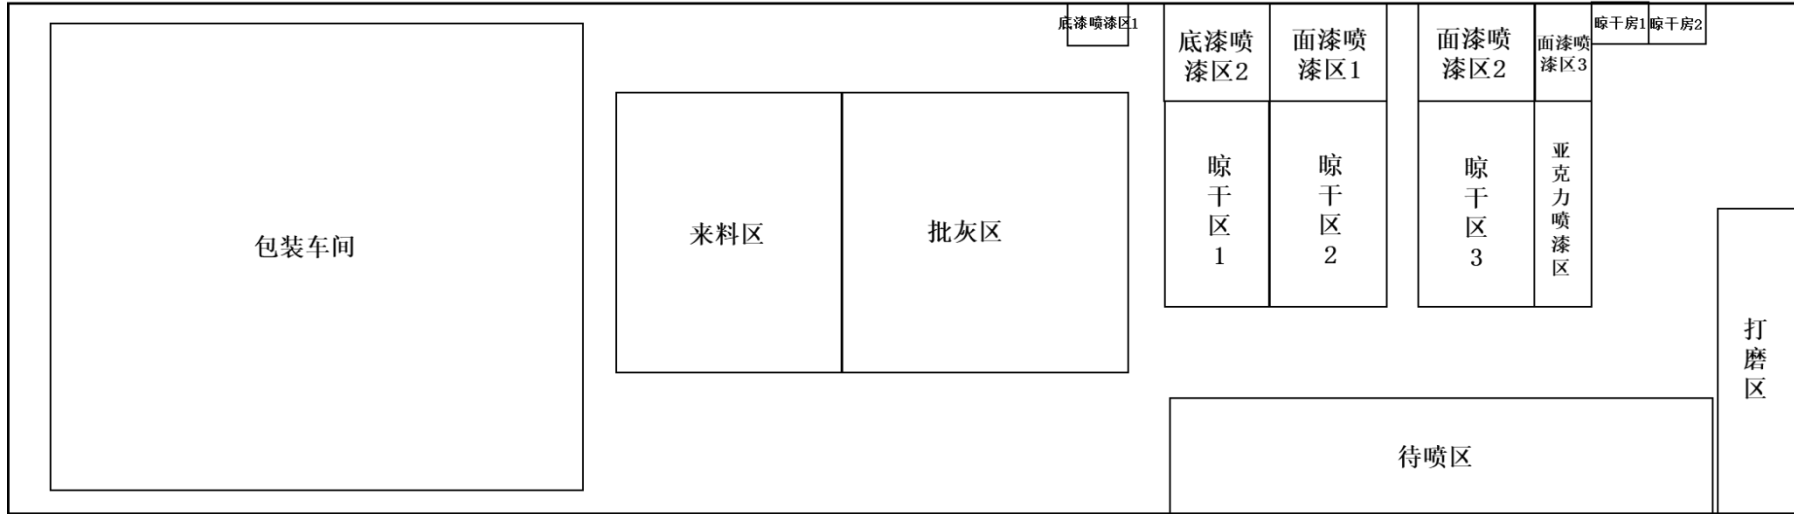 底漆喷漆区1
底漆喷
漆区2
面漆喷
漆区1
面漆喷
漆区2
面漆喷
漆区3
晾干房1
晾干房2
包装车间
来料区
批灰区
晾干区1
晾干区2
晾干区3
亚克力喷漆区
打磨区
待喷区